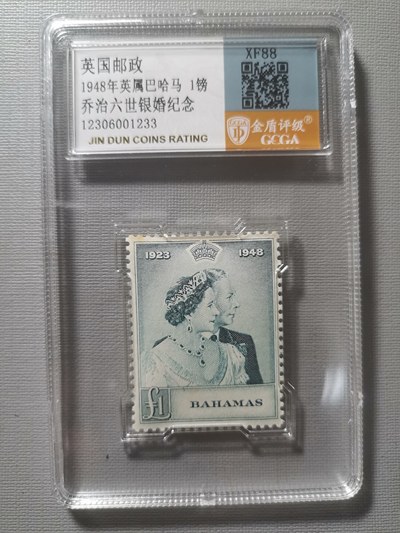 英国邮政
1948年英属巴哈马 1镑
乔治六世银婚纪念
12306001233
JIN DUN COINS RATING
XF88
金盾评级®
GCGA
1923 1948
£1
BAHAMAS